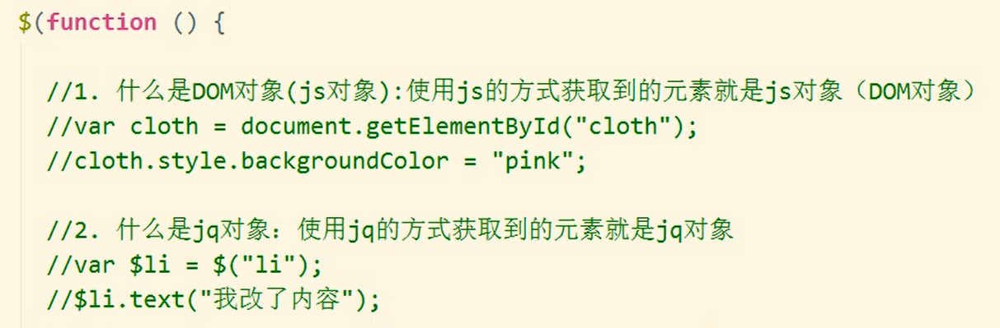 $(function () {
//1. 什么是DOM对象(js对象):使用js的方式获取到的元素就是js对象（DOM对象）
//var cloth = document.getElementById("cloth");
//cloth.style.backgroundColor = "pink";
//2. 什么是jq对象：使用jq的方式获取到的元素就是jq对象
//var $li = $("li");
//$li.text("我改了内容");